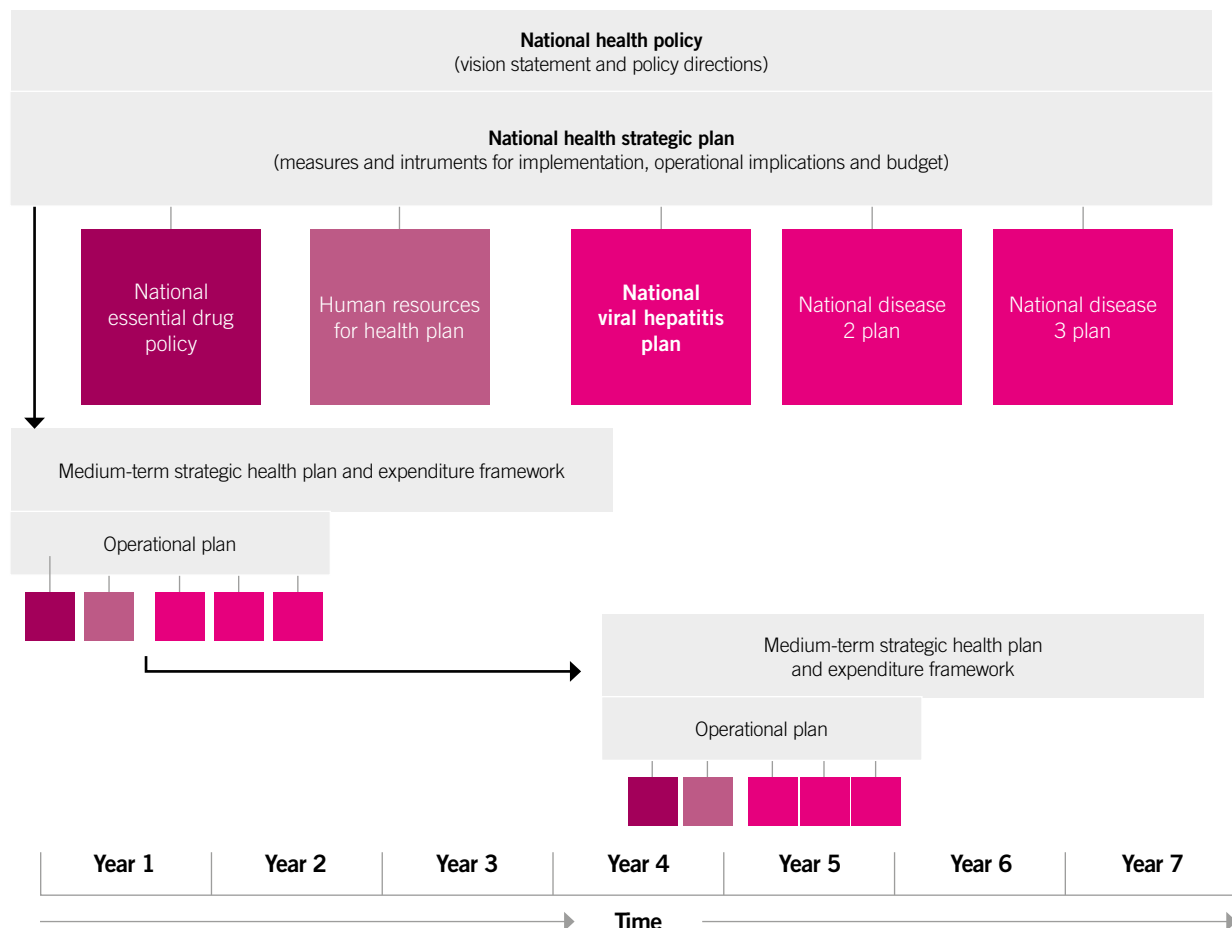 National health policy
(vision statement and policy directions)
National health strategic plan
(measures and intruments for implementation, operational implications and budget)
National
essential drug
policy
Human resources
for health plan
National
viral hepatitis
plan
National disease
2 plan
National disease
3 plan
Medium-term strategic health plan and expenditure framework
Operational plan
Medium-term strategic health plan
and expenditure framework
Operational plan
Year 1
Year 2
Year 3
Year 4
Year 5
Year 6
Year 7
Time